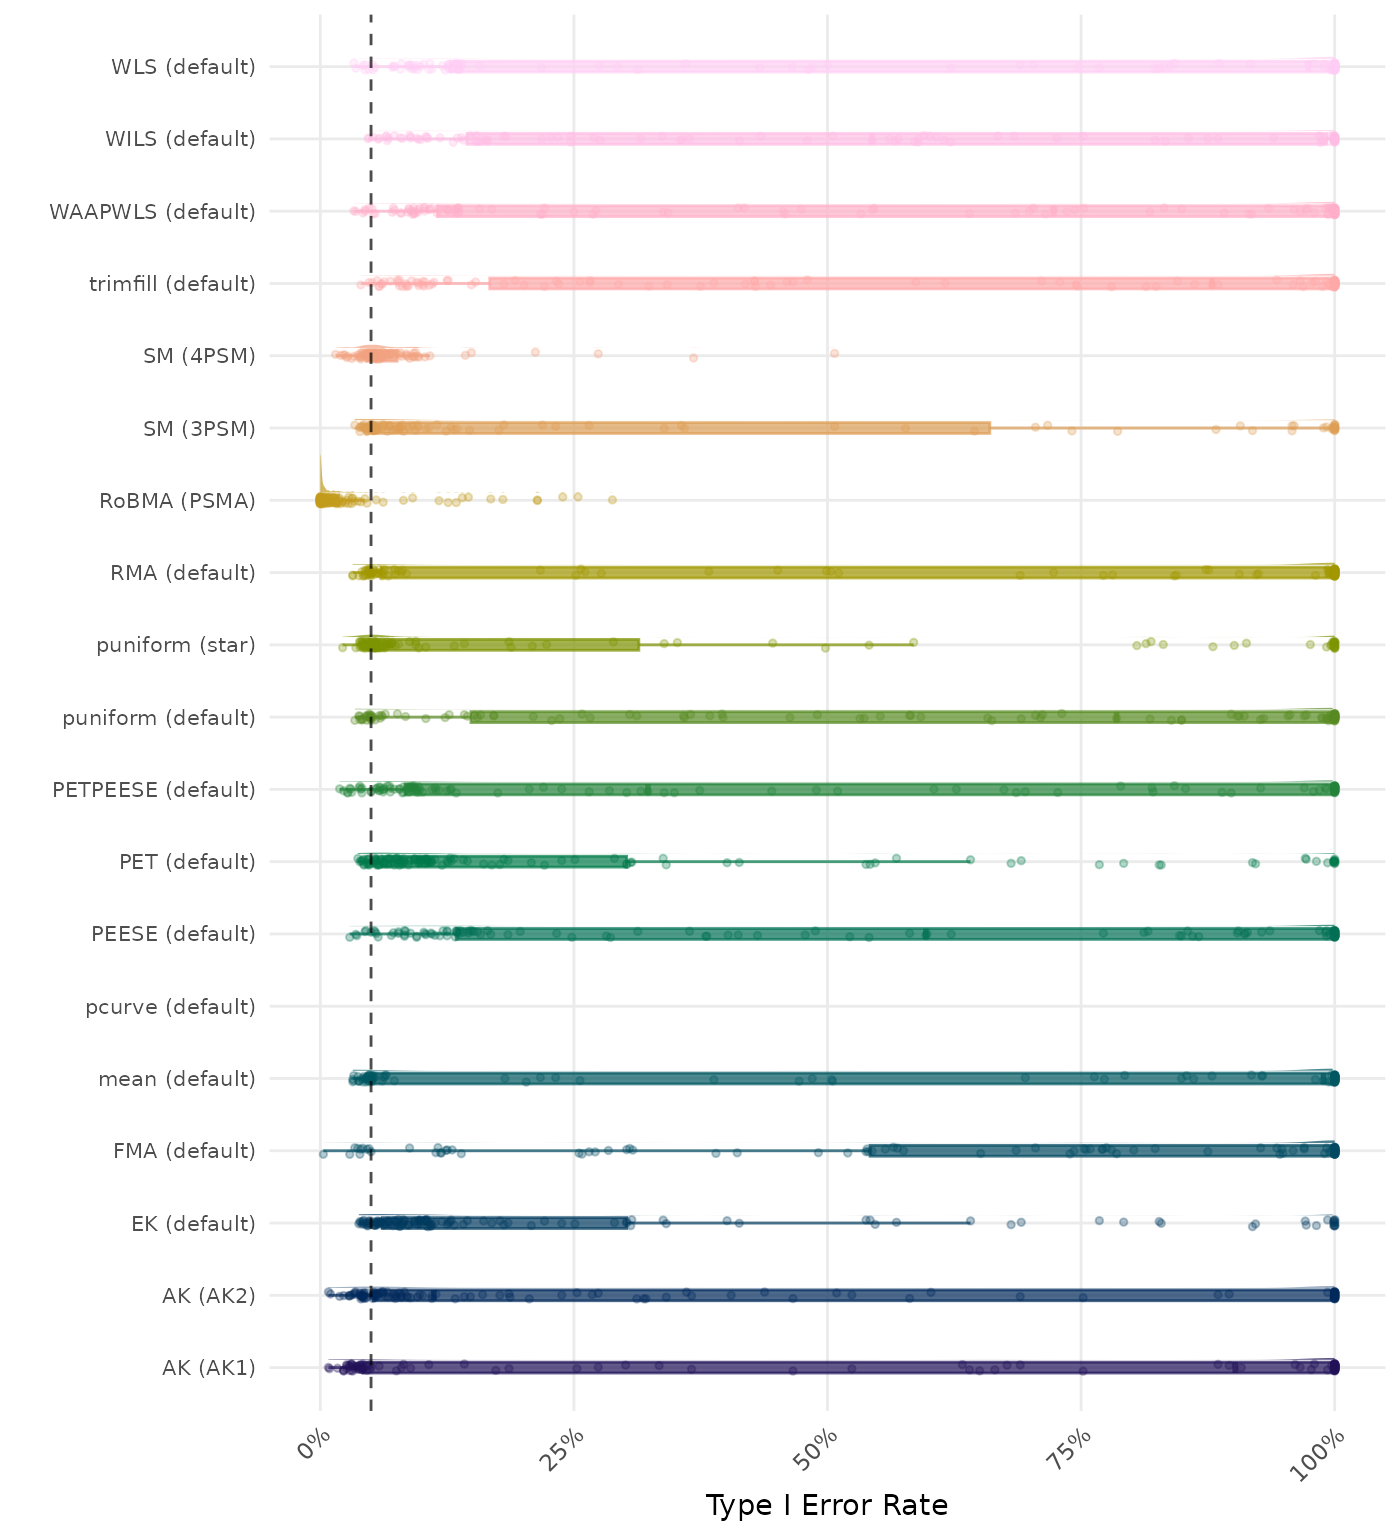 WLS (default)
WILS (default)
WAAPWLS (default)
trimfill (default)
SM (4PSM)
SM (3PSM)
RoBMA (PSMA)
RMA (default)
puniform (star)
puniform (default)
PETPEESE (default)
PET (default)
PEESE (default)
pcurve (default)
mean (default)
FMA (default)
EK (default)
AK (AK2)
AK (AK1)
0% 25% 50% 75% 100%
Type I Error Rate